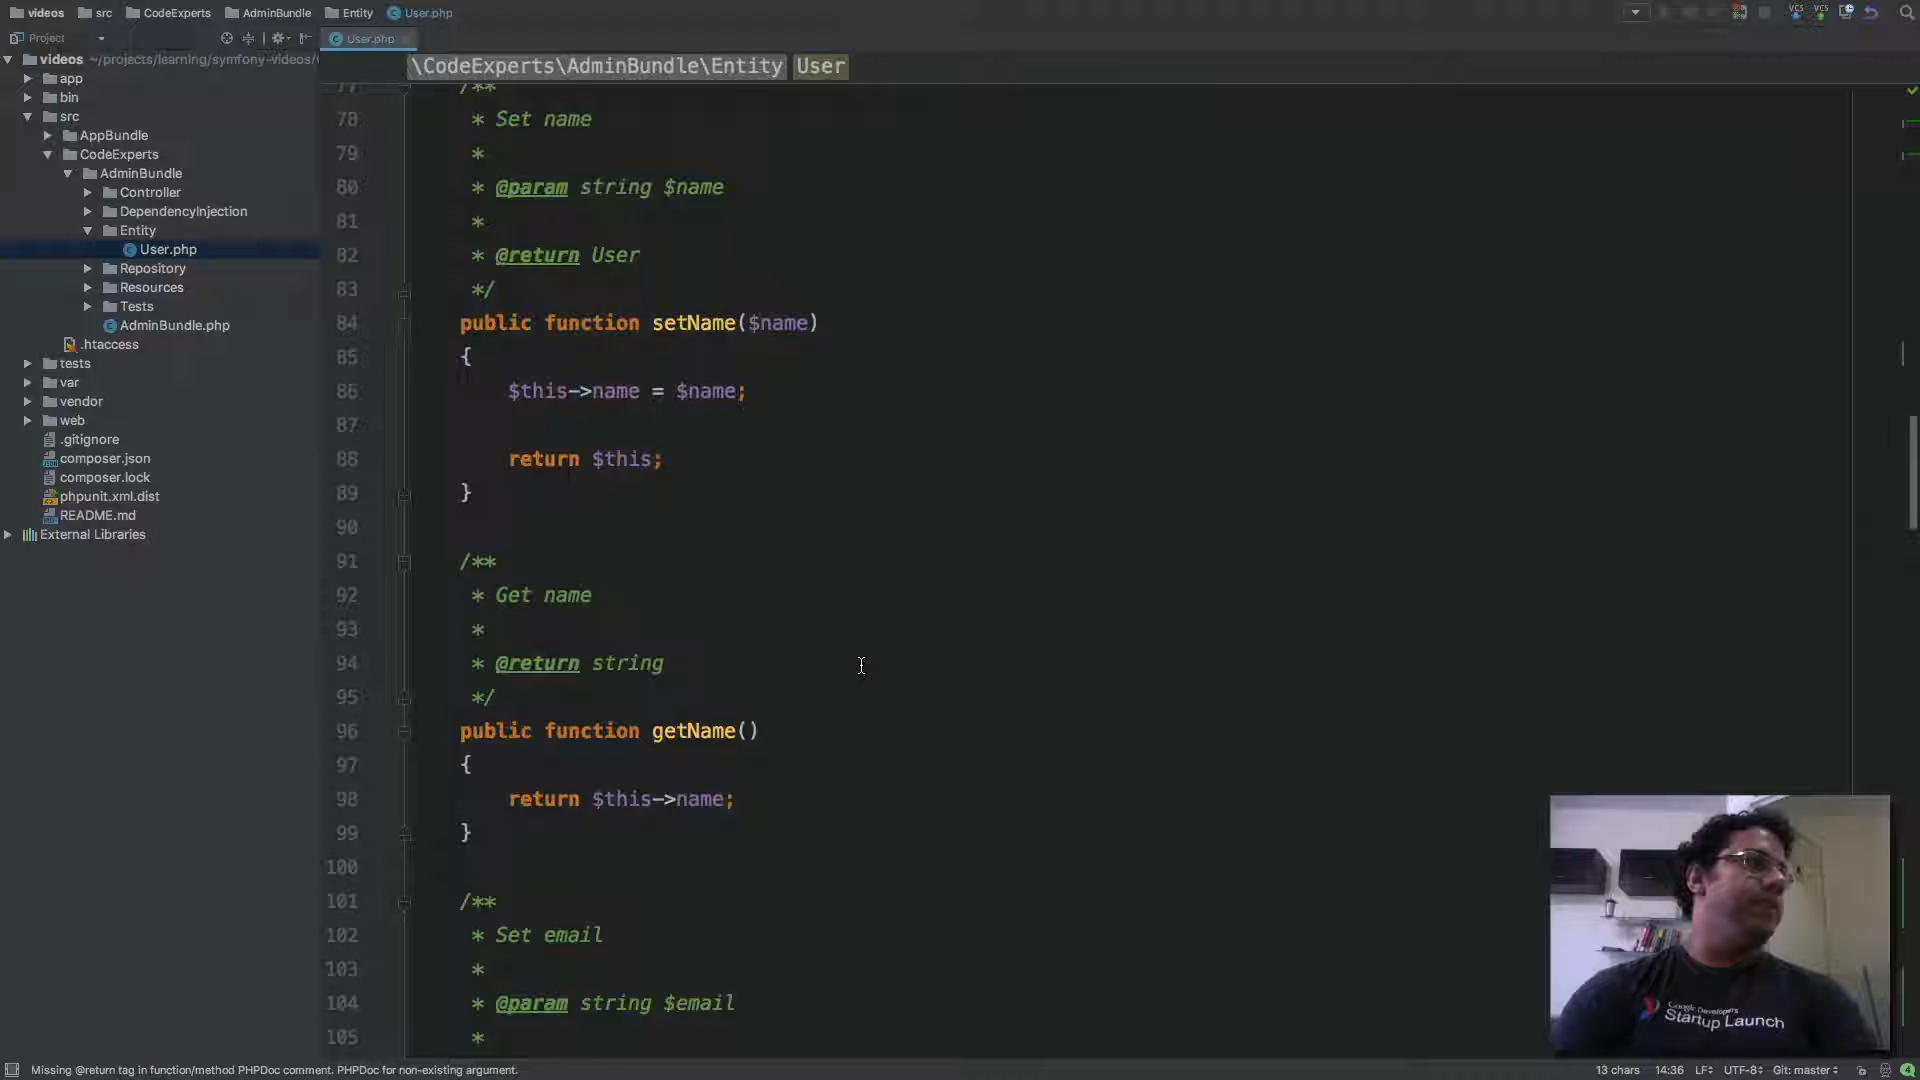 videos src CodeExperts AdminBundle Entity User.php
Project
User.php
videos ~/projects/learning/symfony-videos/
\CodeExperts\AdminBundle\Entity User
app
bin
src
AppBundle
CodeExperts
AdminBundle
Controller
DependencyInjection
Entity
User.php
Repository
Resources
Tests
AdminBundle.php
.htaccess
tests
var
vendor
web
.gitignore
composer.json
composer.lock
phpunit.xml.dist
README.md
External Libraries
77 /**
78 * Set name
79 *
80 * @param string $name
81 *
82 * @return User
83 */
84 public function setName($name)
85 {
86 $this->name = $name;
87
88 return $this;
89 }
90
91 /**
92 * Get name
93 *
94 * @return string
95 */
96 public function getName()
97 {
98 return $this->name;
99 }
100
101 /**
102 * Set email
103 *
104 * @param string $email
105 *
VCS VCS
Google Developers
Startup Launch
Missing @return tag in function/method PHPDoc comment. PHPDoc for non-existing argument.
13 chars 14:36 LF UTF-8 Git: master 4